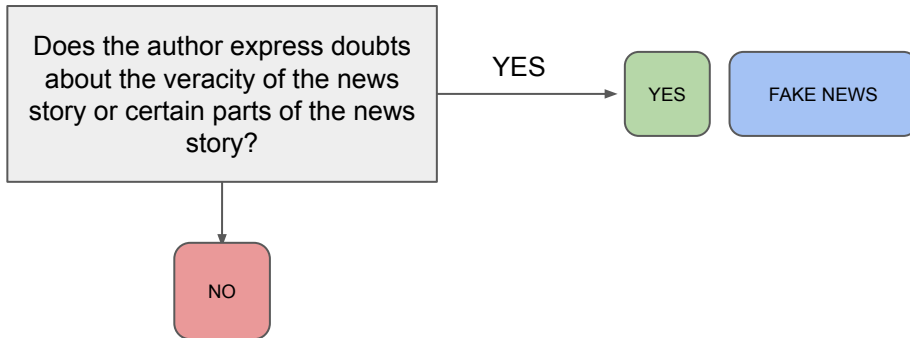 Does the author express doubts
about the veracity of the news
story or certain parts of the news
story?
YES
YES
FAKE NEWS
NO